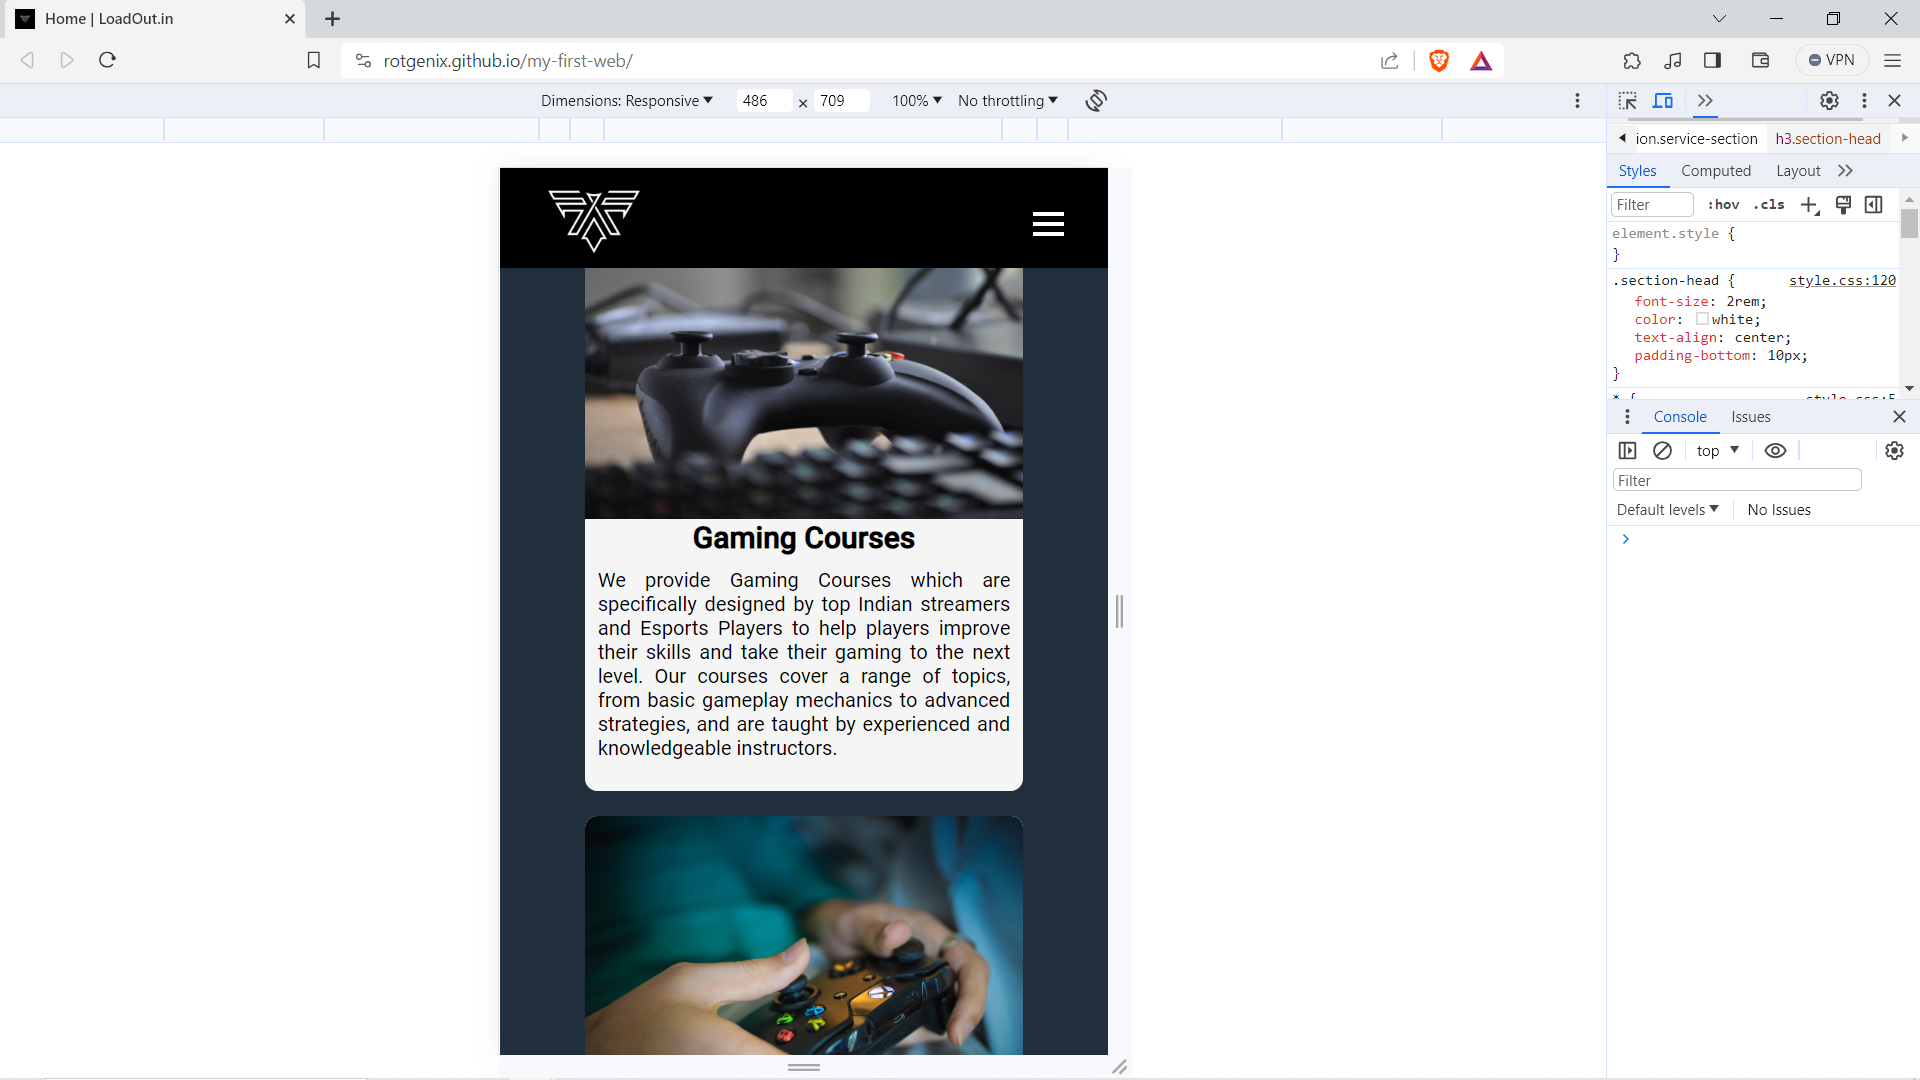 Home | LoadOut.in
rotgenix.github.io/my-first-web/
VPN
Dimensions: Responsive 486 x 709 100% No throttling
ion.service-section h3.section-head
Styles Computed Layout
Filter :hov .cls
element.style {
}
.section-head { style.css:120
font-size: 2rem;
color: white;
text-align: center;
padding-bottom: 10px;
}
* { style.css:5
Console Issues
top
Filter
Default levels No Issues
Gaming Courses
We provide Gaming Courses which are
specifically designed by top Indian streamers
and Esports Players to help players improve
their skills and take their gaming to the next
level. Our courses cover a range of topics,
from basic gameplay mechanics to advanced
strategies, and are taught by experienced and
knowledgeable instructors.